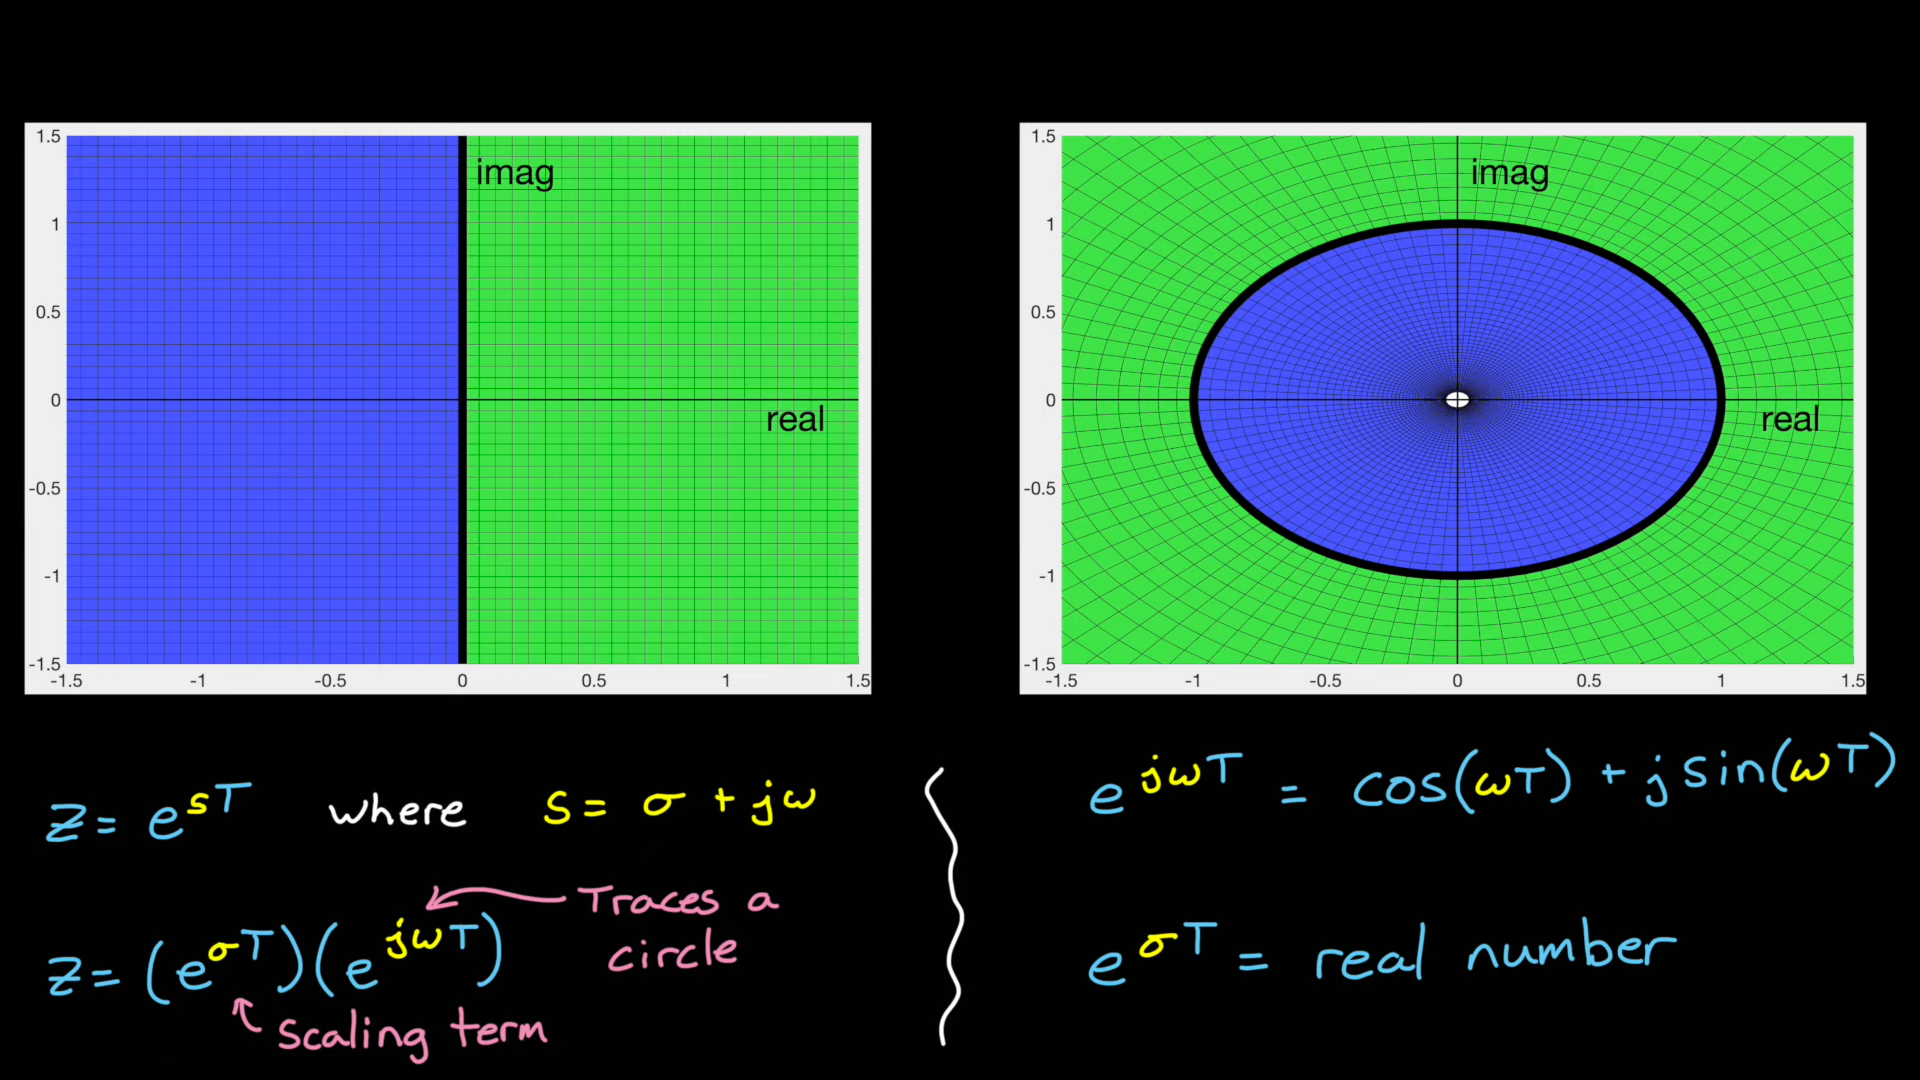 1.5
imag
1
0.5
0
real
-0.5
-1
-1.5
-1.5 -1 -0.5 0 0.5 1 1.5
1.5
imag
1
0.5
0
real
-0.5
-1
-1.5
-1.5 -1 -0.5 0 0.5 1 1.5
z = e^{sT} where s = σ + jω
z = (e^{σT})(e^{jωT})
Traces a
circle
scaling term
e^{jωT} = cos(ωT) + j sin(ωT)
e^{σT} = real number